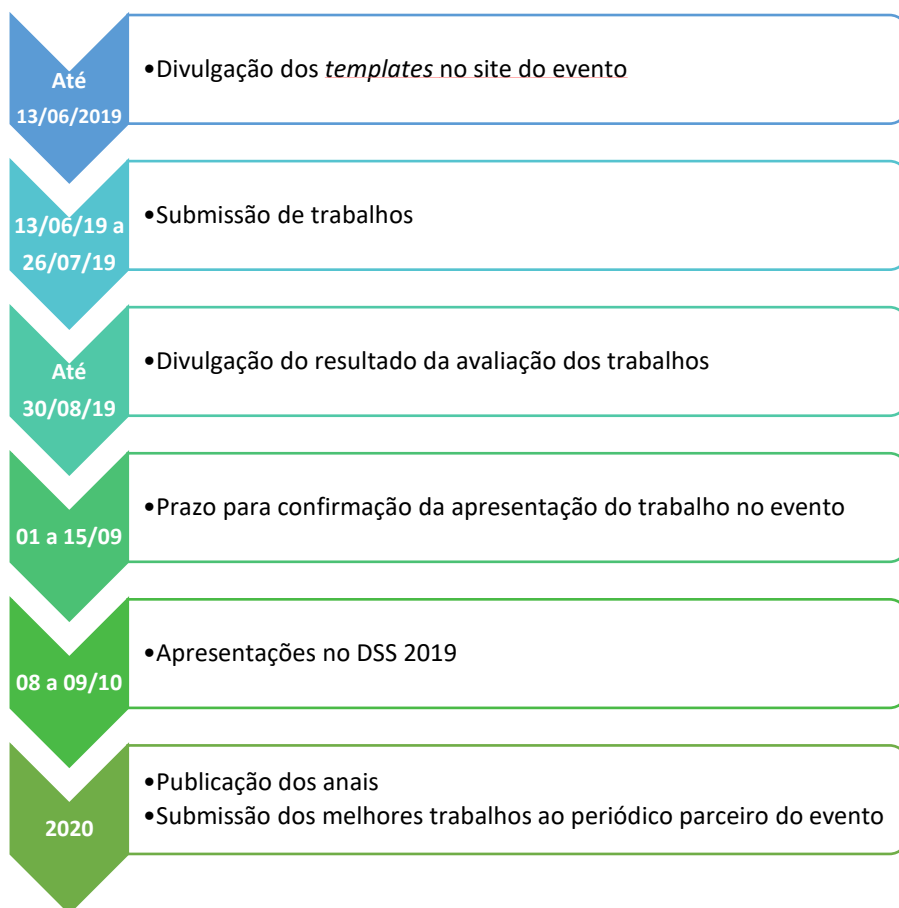 Até
13/06/2019
•Divulgação dos templates no site do evento
13/06/19 a
26/07/19
•Submissão de trabalhos
Até
30/08/19
•Divulgação do resultado da avaliação dos trabalhos
01 a 15/09
•Prazo para confirmação da apresentação do trabalho no evento
08 a 09/10
•Apresentações no DSS 2019
2020
•Publicação dos anais
•Submissão dos melhores trabalhos ao periódico parceiro do evento